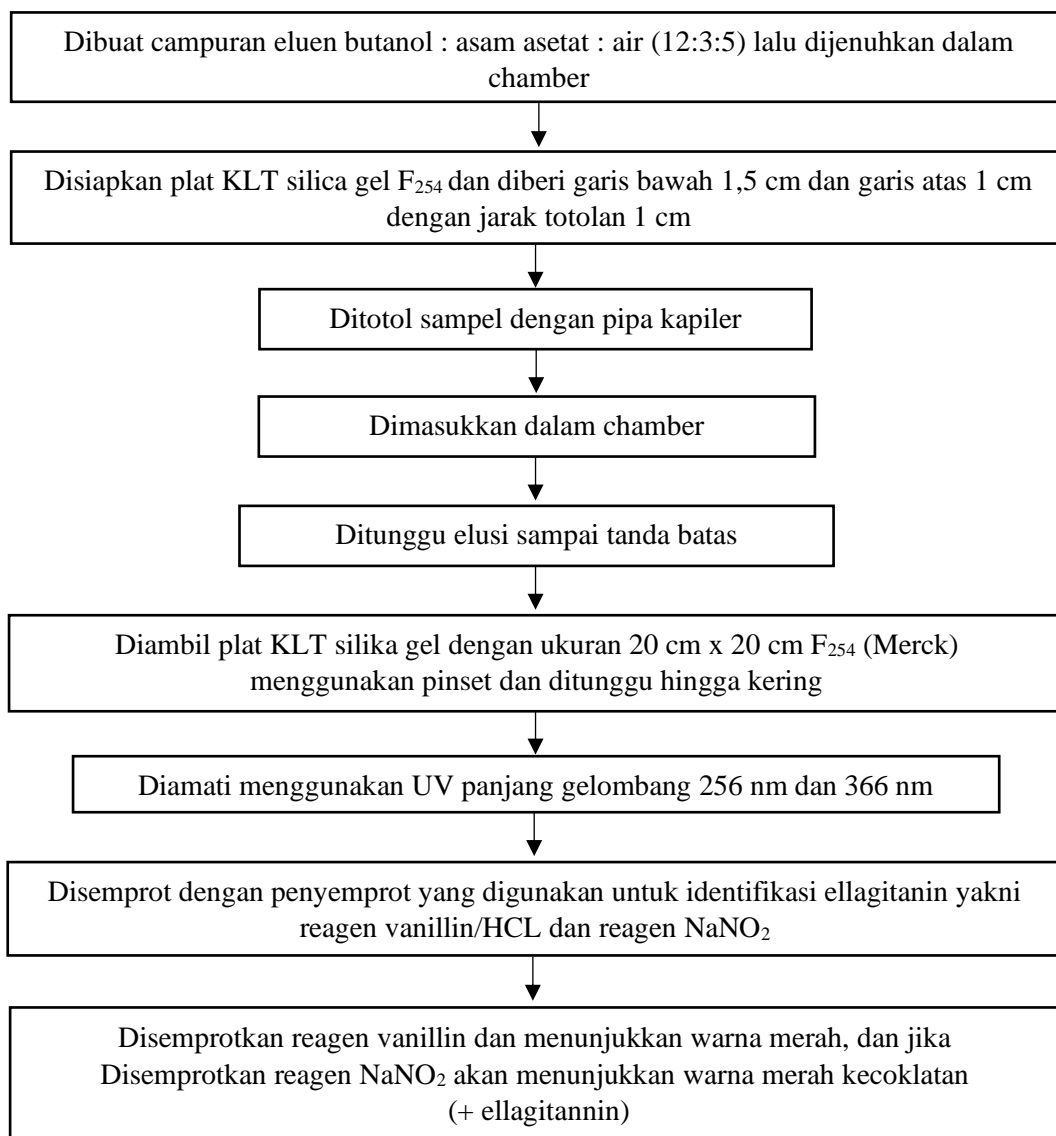 Dibuat campuran eluen butanol : asam asetat : air (12:3:5) lalu dijenuhkan dalam
chamber
Disiapkan plat KLT silica gel F₂₅₄ dan diberi garis bawah 1,5 cm dan garis atas 1 cm
dengan jarak totolan 1 cm
Ditotol sampel dengan pipa kapiler
Dimasukkan dalam chamber
Ditunggu elusi sampai tanda batas
Diambil plat KLT silika gel dengan ukuran 20 cm x 20 cm F₂₅₄ (Merck)
menggunakan pinset dan ditunggu hingga kering
Diamati menggunakan UV panjang gelombang 256 nm dan 366 nm
Disemprot dengan penyemprot yang digunakan untuk identifikasi ellagitanin yakni
reagen vanillin/HCL dan reagen NaNO₂
Disemprotkan reagen vanillin dan menunjukkan warna merah, dan jika
Disemprotkan reagen NaNO₂ akan menunjukkan warna merah kecoklatan
(+ ellagitannin)